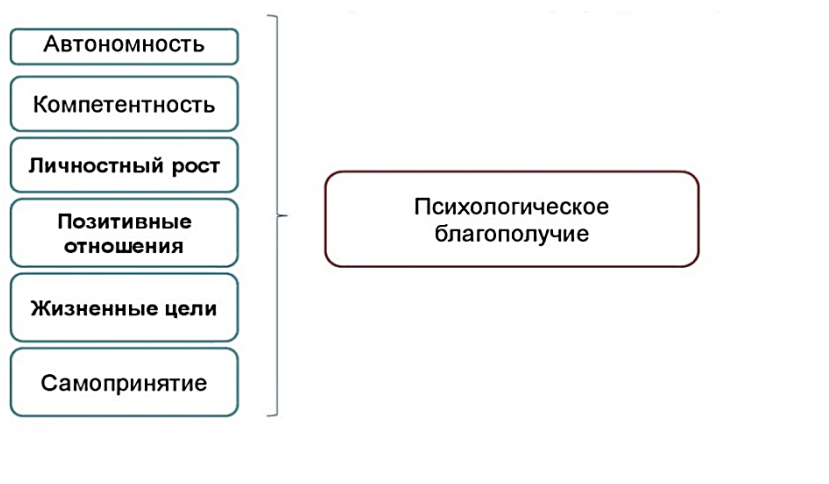 Автономность
Компетентность
Личностный рост
Позитивные
отношения
Жизненные цели
Самопринятие
Психологическое
благополучие